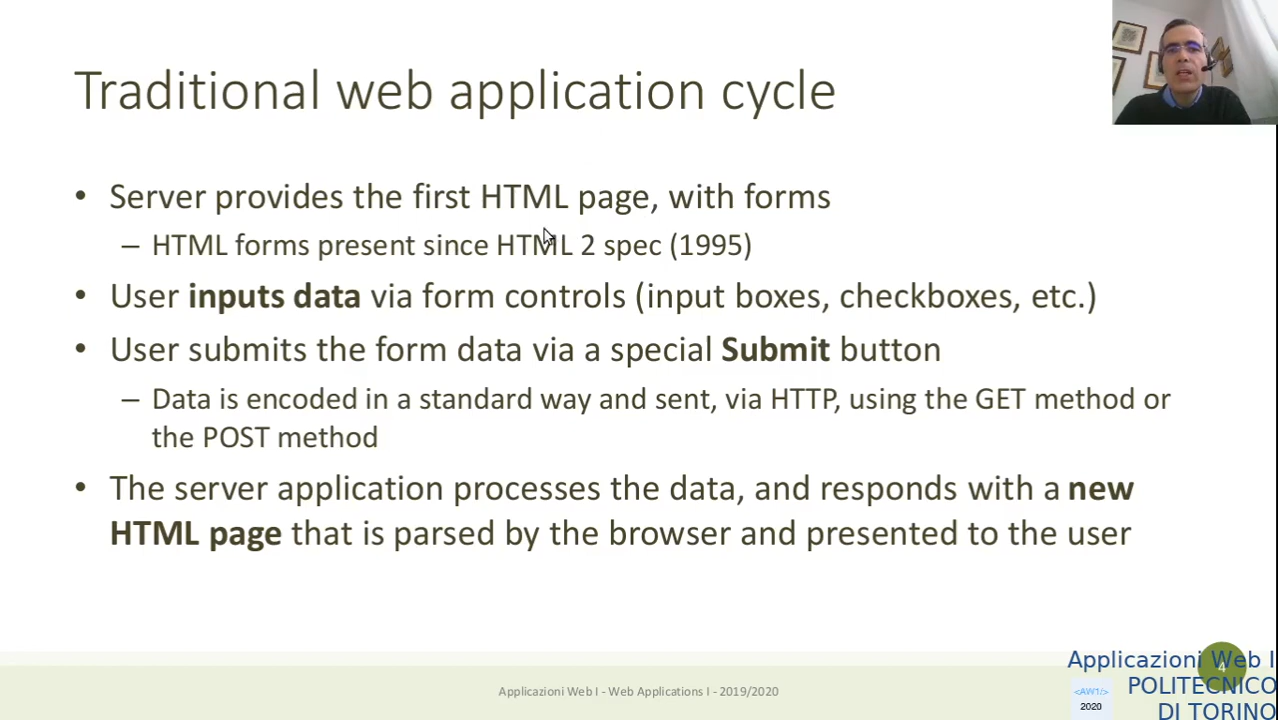 Traditional web application cycle
• Server provides the first HTML page, with forms
– HTML forms present since HTML 2 spec (1995)
• User inputs data via form controls (input boxes, checkboxes, etc.)
• User submits the form data via a special Submit button
– Data is encoded in a standard way and sent, via HTTP, using the GET method or
the POST method
• The server application processes the data, and responds with a new
HTML page that is parsed by the browser and presented to the user
Applicazioni Web I - Web Applications I - 2019/2020
4
Applicazioni Web I
POLITECNICO
DI TORINO
<AW1/>
2020